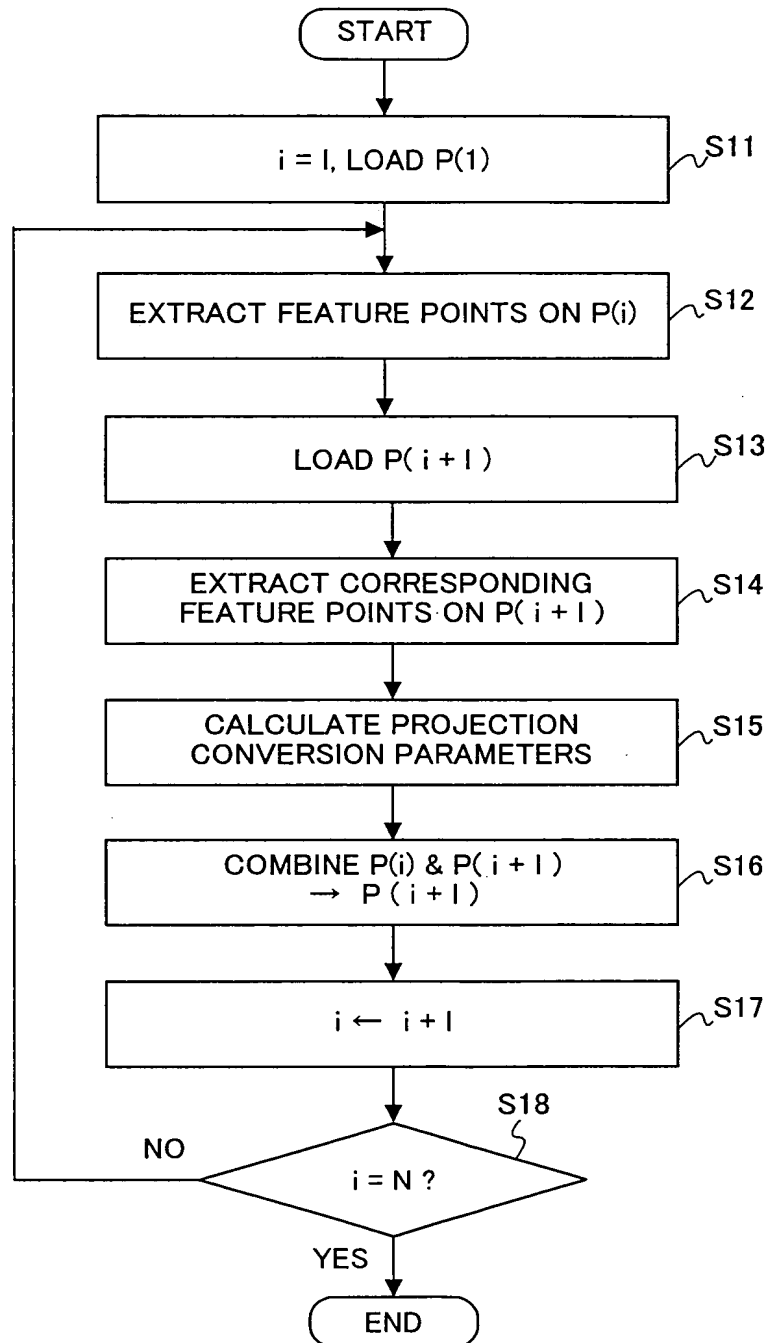 START
i = I, LOAD P(1)
S11
EXTRACT FEATURE POINTS ON P(i)
S12
LOAD P( i + I )
S13
EXTRACT CORRESPONDING
FEATURE POINTS ON P( i + I )
S14
CALCULATE PROJECTION
CONVERSION PARAMETERS
S15
COMBINE P(i) & P( i + I )
→ P ( i + I )
S16
i ← i + I
S17
S18
NO
i = N ?
YES
END